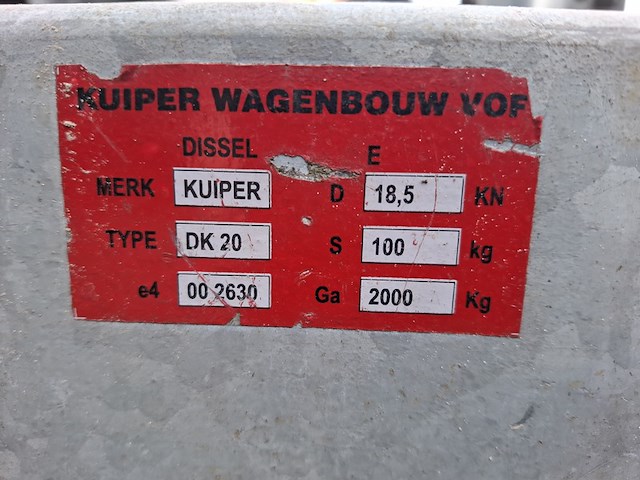 KUIPER WAGENBOUW VOF
DISSEL E
MERK KUIPER D 18,5 KN
TYPE DK 20 S 100 kg
e4 00 2630 Ga 2000 Kg